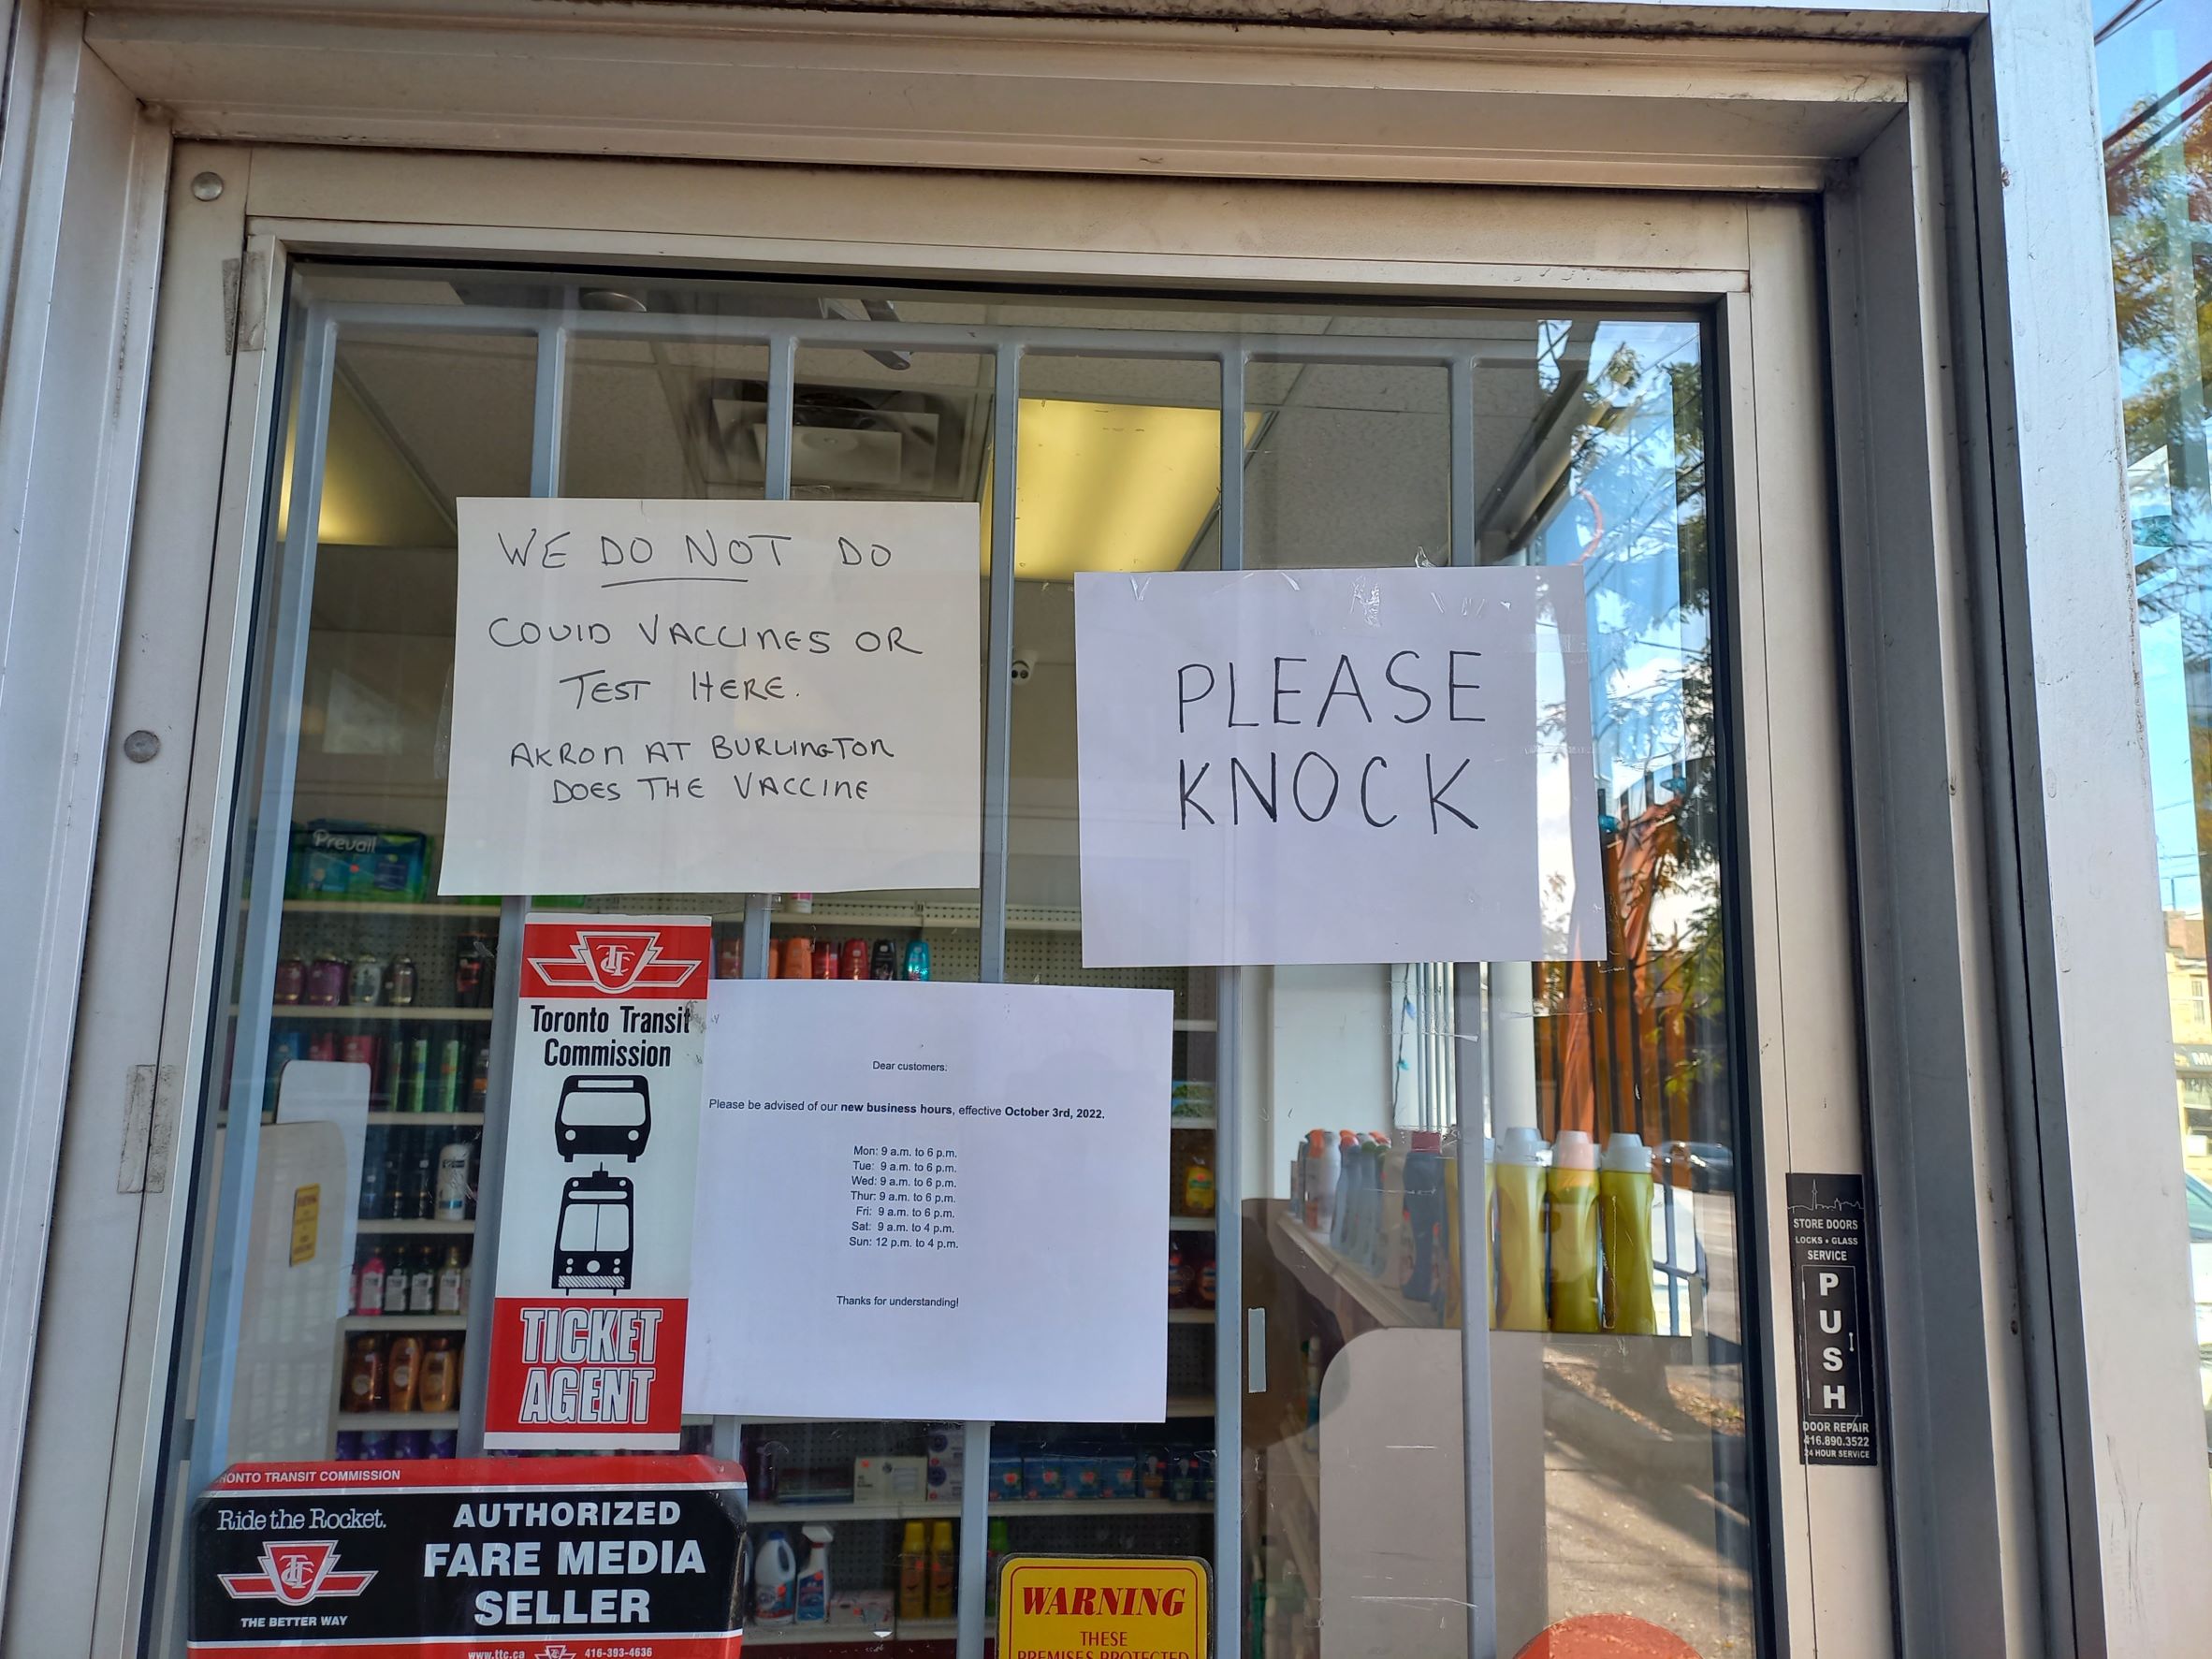 WE DO NOT DO
COVID VACCINES OR
TEST HERE.
AKRON AT BURLINGTON
DOES THE VACCINE
PLEASE
KNOCK
Prevail
Toronto Transit
Commission
TICKET
AGENT
Dear customers:
Please be advised of our new business hours, effective October 3rd, 2022.
Mon: 9 a.m. to 6 p.m.
Tue: 9 a.m. to 6 p.m.
Wed: 9 a.m. to 6 p.m.
Thur: 9 a.m. to 6 p.m.
Fri: 9 a.m. to 6 p.m.
Sat: 9 a.m. to 4 p.m.
Sun: 12 p.m. to 4 p.m.
Thanks for understanding!
STORE DOORS
LOCKS • GLASS
SERVICE
PUSH
DOOR REPAIR
416.890.3522
24 HOUR SERVICE
ONTO TRANSIT COMMISSION
Ride the Rocket.
THE BETTER WAY
AUTHORIZED
FARE MEDIA
SELLER
www.ttc.ca 416-393-4636
WARNING
THESE
PREMISES PROTECTED